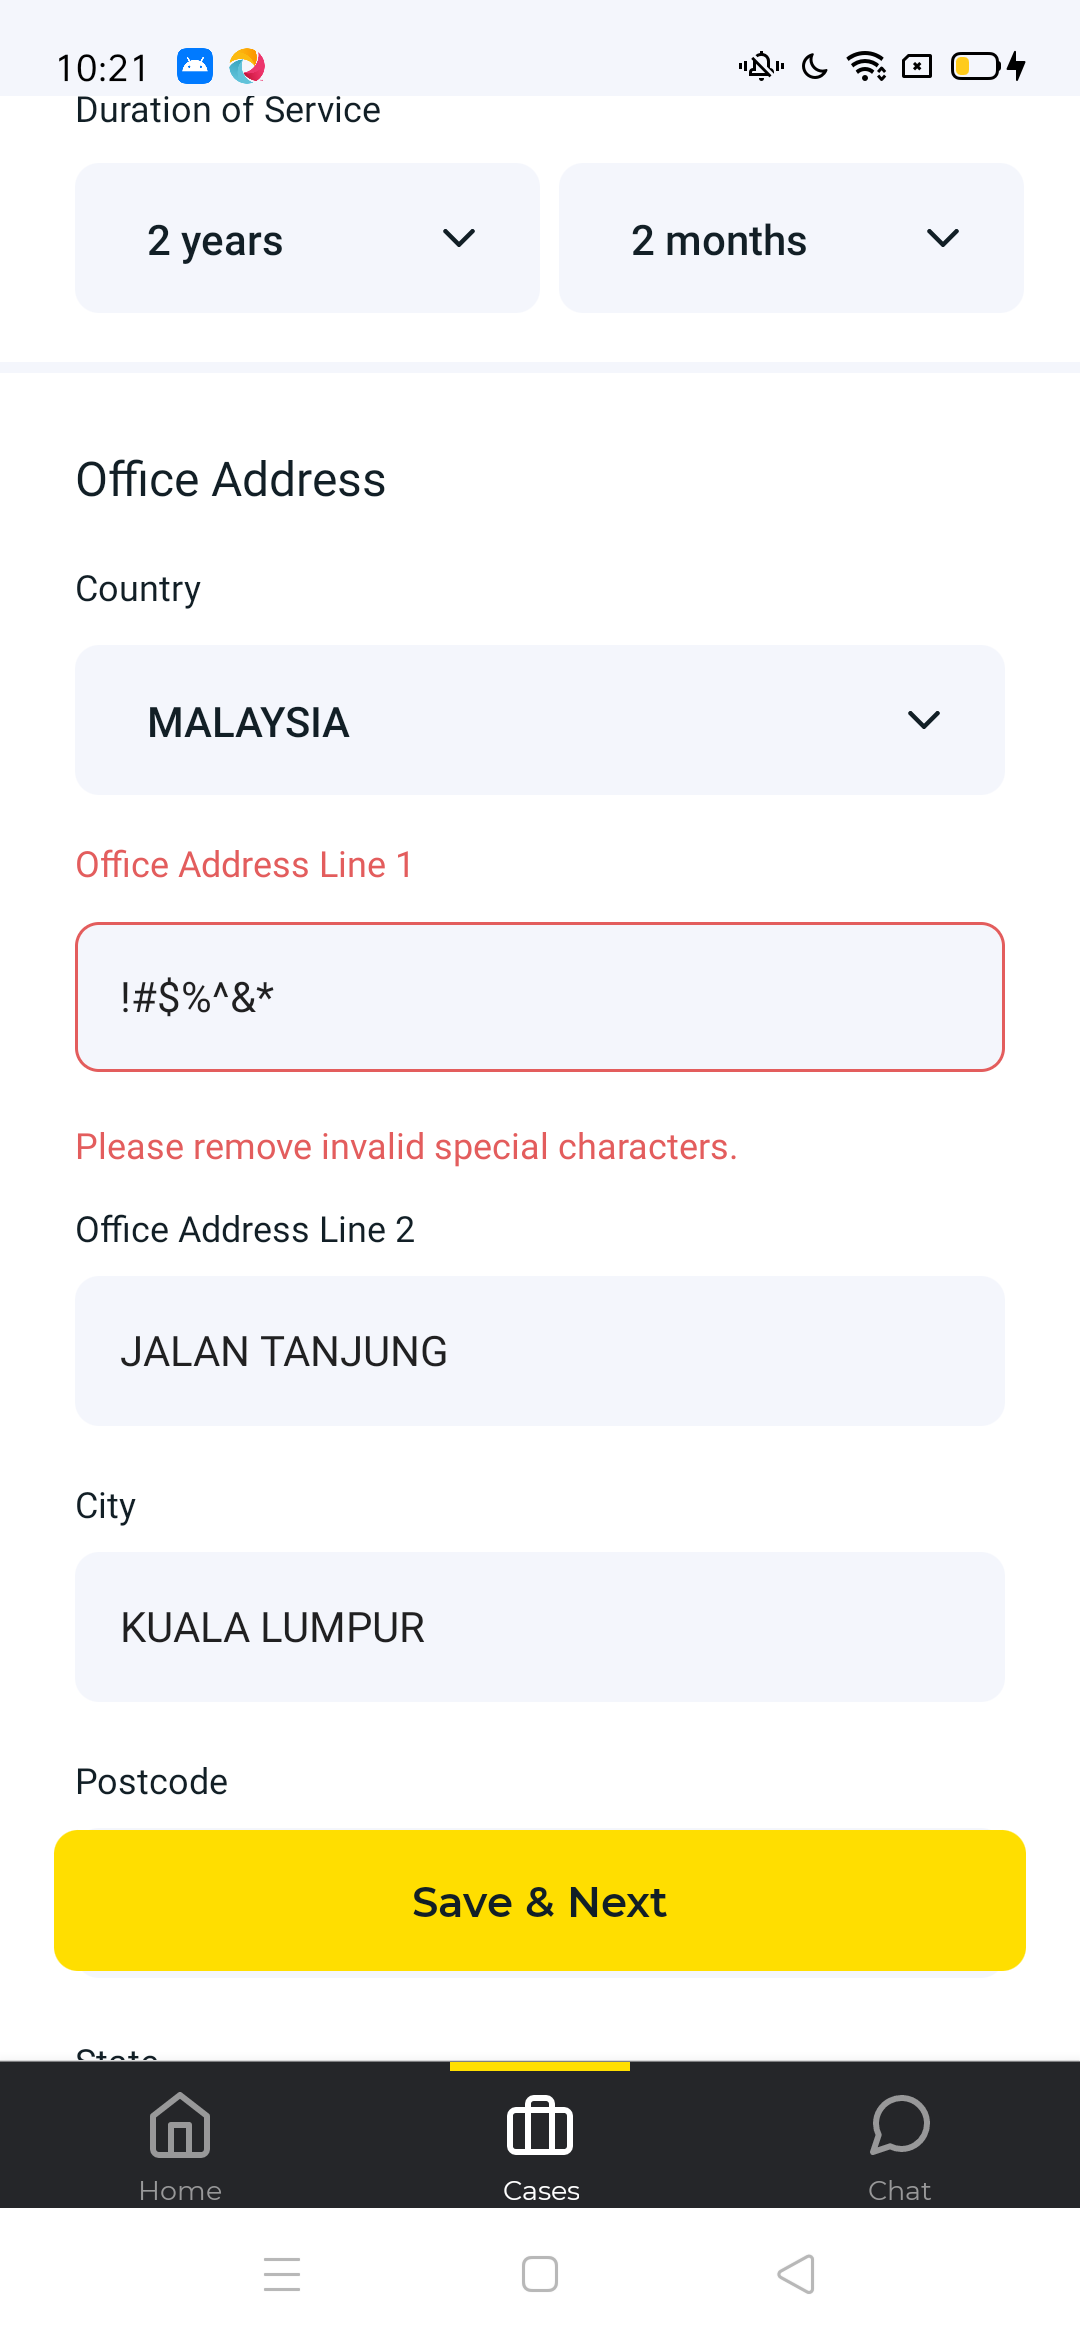 10:21
Duration of Service
2 years
2 months
Office Address
Country
MALAYSIA
Office Address Line 1
!#$%^&*
Please remove invalid special characters.
Office Address Line 2
JALAN TANJUNG
City
KUALA LUMPUR
Postcode
Save & Next
State
Home
Cases
Chat